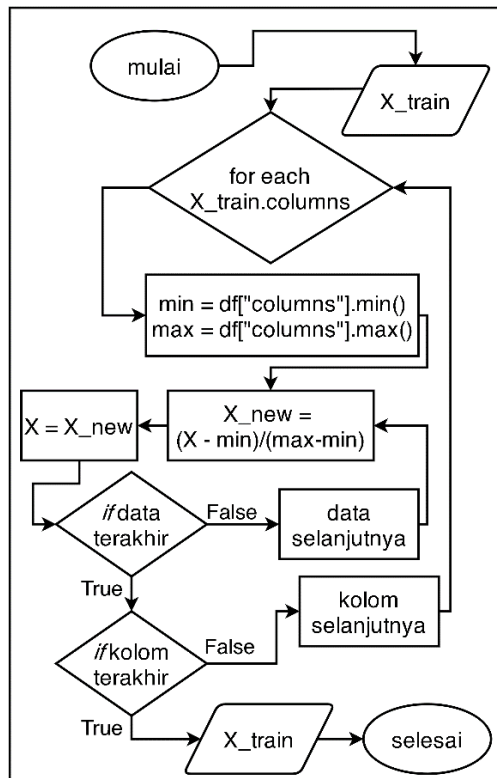 mulai
X_train
for each
X_train.columns
min = df["columns"].min()
max = df["columns"].max()
X_new =
(X - min)/(max-min)
X = X_new
if data
terakhir
False
data
selanjutnya
True
if kolom
terakhir
False
kolom
selanjutnya
True
X_train
selesai